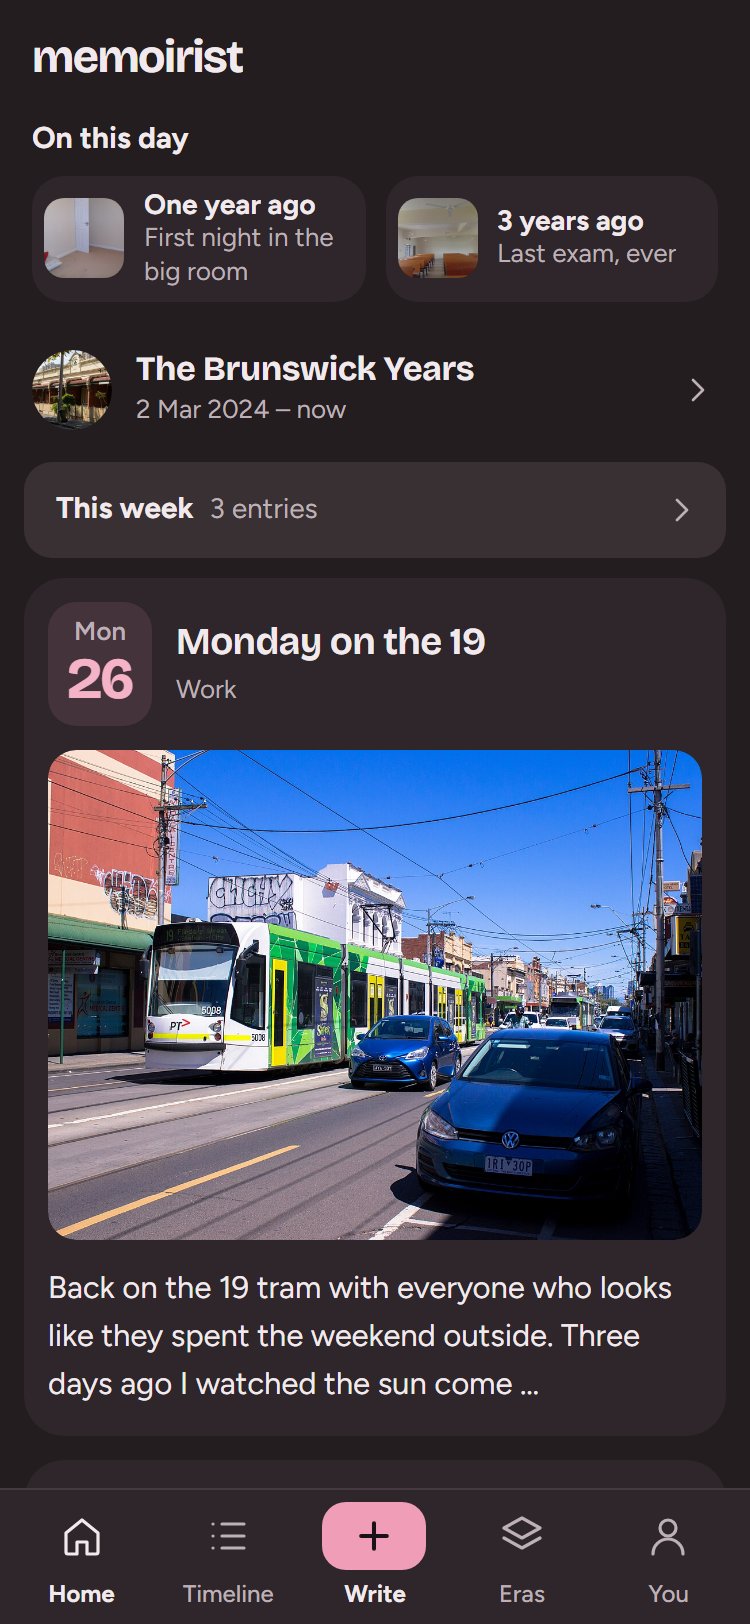 memoirist
On this day
One year ago
First night in the
big room
3 years ago
Last exam, ever
The Brunswick Years
2 Mar 2024 – now
This week 3 entries
Mon
26
Monday on the 19
Work
5008
PT>
5008
Back on the 19 tram with everyone who looks
like they spent the weekend outside. Three
days ago I watched the sun come ...
Home
Timeline
Write
Eras
You